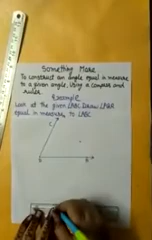 Something More
To construct an angle equal in measure
to a given angle, using a compass and
ruler.
Example
Look at the given ∠ABC. Draw
equal in measure to ∠ABC
C
B